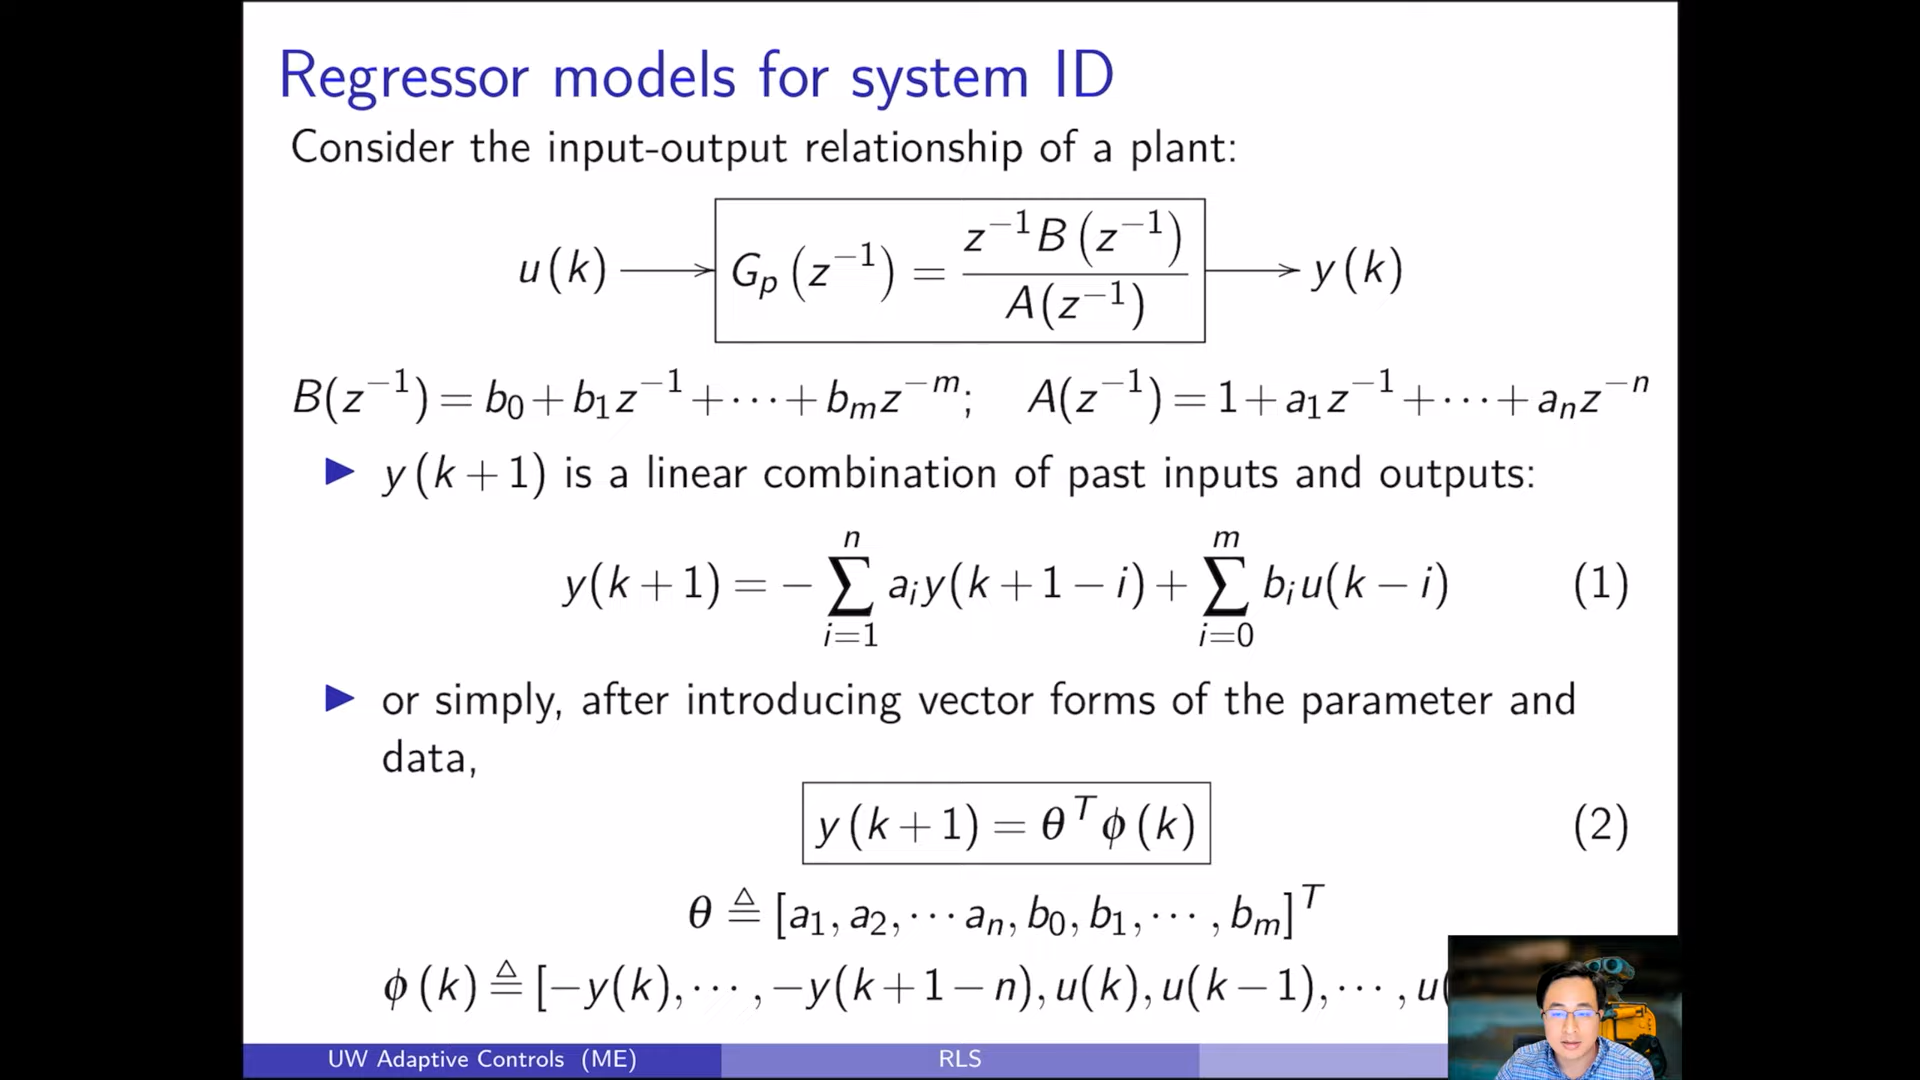 Regressor models for system ID
Consider the input-output relationship of a plant:
u(k) → G_p(z^{-1}) = \frac{z^{-1}B(z^{-1})}{A(z^{-1})} → y(k)
B(z^{-1}) = b_0 + b_1 z^{-1} + ⋯ + b_m z^{-m}; A(z^{-1}) = 1 + a_1 z^{-1} + ⋯ + a_n z^{-n}
▶ y(k+1) is a linear combination of past inputs and outputs:
y(k+1) = −∑_{i=1}^{n} a_i y(k+1−i) + ∑_{i=0}^{m} b_i u(k−i) (1)
▶ or simply, after introducing vector forms of the parameter and
data,
y(k+1) = θ^T ϕ(k) (2)
θ ≜ [a_1, a_2, ⋯ a_n, b_0, b_1, ⋯, b_m]^T
ϕ(k) ≜ [−y(k), ⋯, −y(k+1−n), u(k), u(k−1), ⋯, u(
UW Adaptive Controls (ME)
RLS